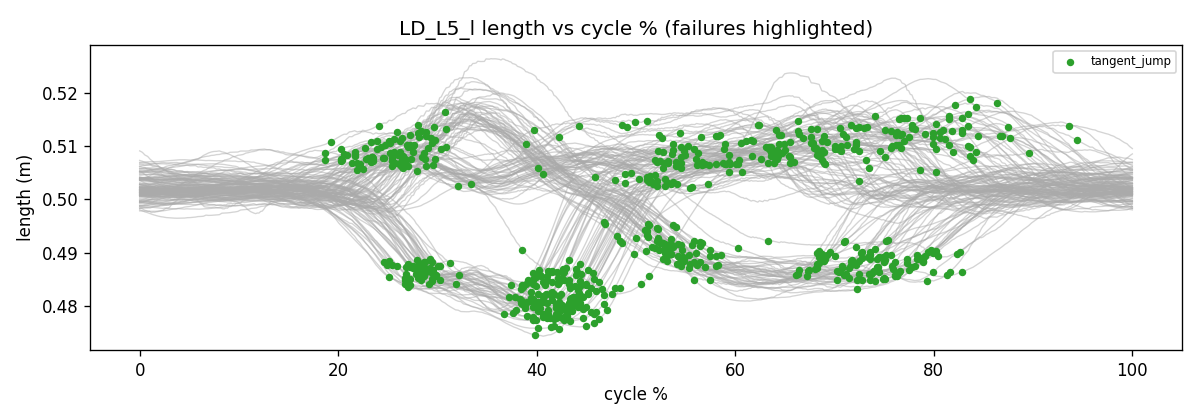 LD_L5_l length vs cycle % (failures highlighted)
tangent_jump
0.52
0.51
0.50
0.49
0.48
length (m)
0
20
40
60
80
100
cycle %